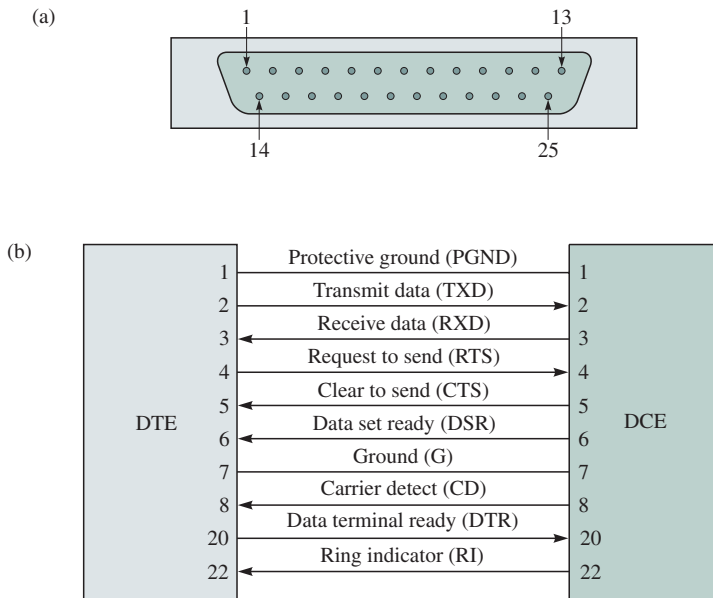 (a)
1 13
14 25
(b)
Protective ground (PGND)
1 1
Transmit data (TXD)
2 2
Receive data (RXD)
3 3
Request to send (RTS)
4 4
Clear to send (CTS)
5 5
DTE DCE
Data set ready (DSR)
6 6
Ground (G)
7 7
Carrier detect (CD)
8 8
Data terminal ready (DTR)
20 20
Ring indicator (RI)
22 22